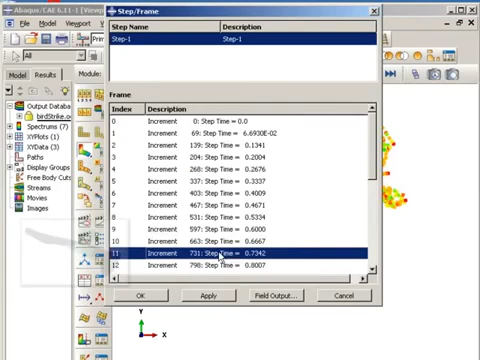 Abaqus/CAE 6.11-1 [View
Step/Frame
File
Model
View
Step Name
Description
Step-1
Step-1
All
Model
Results
Module:
Frame
Index
Description
Output Databa
birdStrike.o
Spectrums (7)
XYPlots (1)
XYData (3)
Paths
Display Groups
Free Body Cuts
Streams
Movies
Images
0 Increment 0: Step Time = 0.0
1 Increment 69: Step Time = 6.6930E-02
2 Increment 139: Step Time = 0.1341
3 Increment 204: Step Time = 0.2004
4 Increment 268: Step Time = 0.2676
5 Increment 337: Step Time = 0.3337
6 Increment 403: Step Time = 0.4009
7 Increment 467: Step Time = 0.4671
8 Increment 531: Step Time = 0.5334
9 Increment 597: Step Time = 0.6000
10 Increment 663: Step Time = 0.6667
11 Increment 731: Step Time = 0.7342
12 Increment 798: Step Time = 0.8007
OK
Apply
Field Output...
Cancel
Y
X